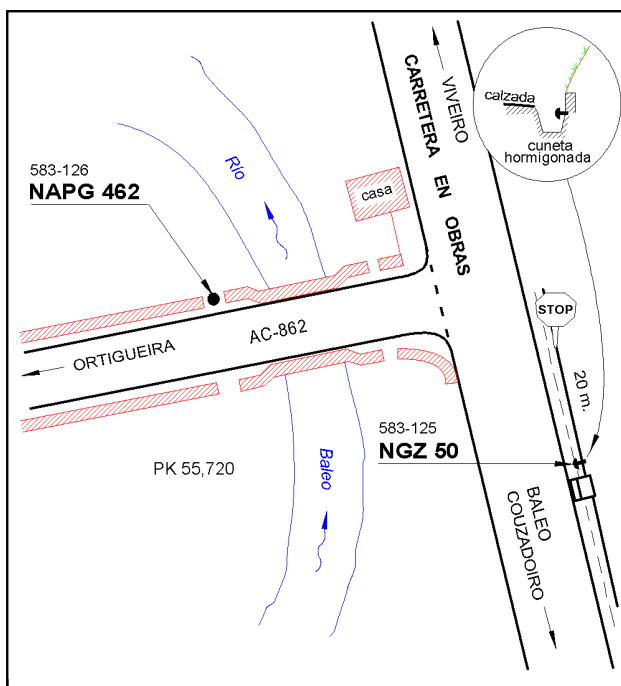 VIVEIRO
CARRETERA EN OBRAS
calzada
cuneta
hormigonada
583-126
NAPG 462
Río
casa
STOP
AC-862
ORTIGUEIRA
20 m.
583-125
NGZ 50
PK 55,720
Baleo
BALEO
COUZADOIRO